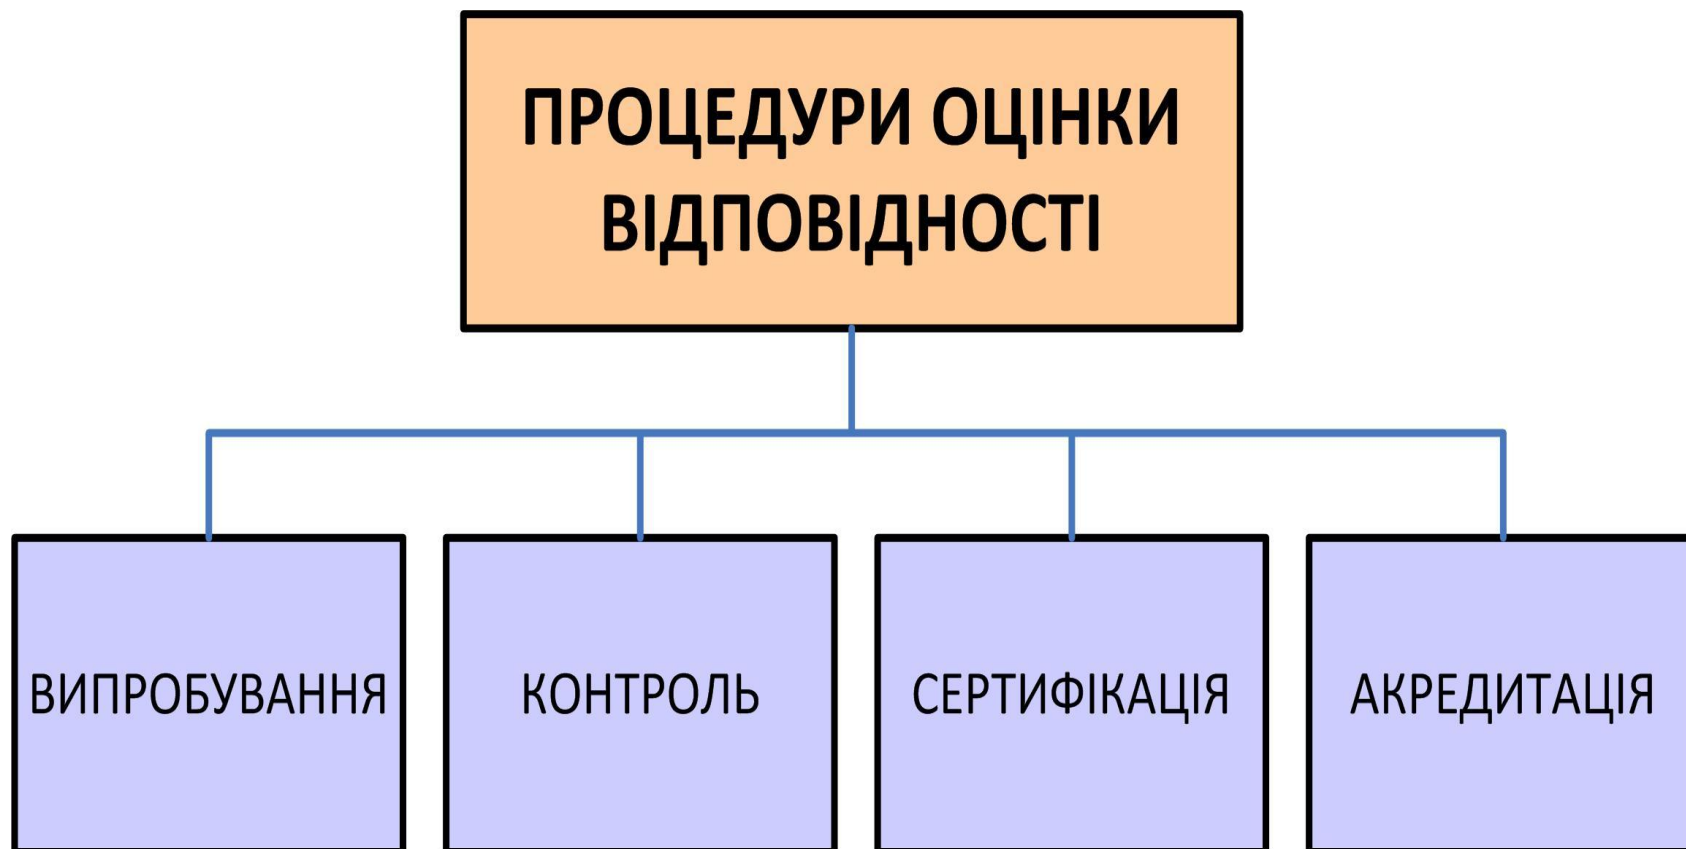 ПРОЦЕДУРИ ОЦІНКИ
ВІДПОВІДНОСТІ
ВИПРОБУВАННЯ
КОНТРОЛЬ
СЕРТИФІКАЦІЯ
АКРЕДИТАЦІЯ